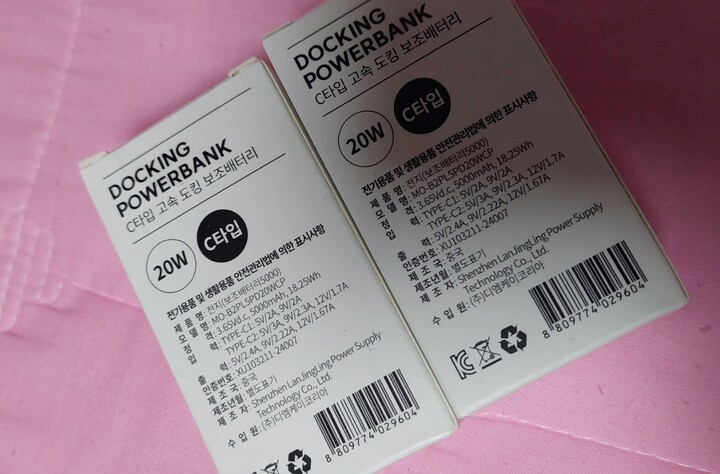 DOCKING
POWERBANK
C타입 고속 도킹 보조배터리
20W
C타입
전기용품 및 생활용품 안전관리법에 의한 표시사항
제 품 명: 전지(보조배터리5000)
모 델 명: MO-B2PLSPD20WCP
정 격: 3.65Vd.c, 5000mAh, 18.25Wh
입 력: TYPE-C1: 5V/2A, 9V/2A
TYPE-C2: 5V/3A, 9V/2.3A, 12V/1.7A
출 력: 5V/2.4A, 9V/2.22A, 12V/1.67A
인증번호: XU103211-24007
제 조 국: 중국
제조년월: 별도표기
제 조 자: Shenzhen LanJingLing Power Supply
Technology Co., Ltd.
수 입 원: (주)디엠케이코리아
8 809774 029604
DOCKING
POWERBANK
C타입 고속 도킹 보조배터리
20W
C타입
전기용품 및 생활용품 안전관리법에 의한 표시사항
제 품 명: 전지(보조배터리5000)
모 델 명: MO-B2PLSPD20WCP
정 격: 3.65Vd.c, 5000mAh, 18.25Wh
입 력: TYPE-C1: 5V/2A, 9V/2A
TYPE-C2: 5V/3A, 9V/2.3A, 12V/1.7A
출 력: 5V/2.4A, 9V/2.22A, 12V/1.67A
인증번호: XU103211-24007
제 조 국: 중국
제조년월: 별도표기
제 조 자: Shenzhen LanJingLing Power Supply
Technology Co., Ltd.
수 입 원: (주)디엠케이코리아
8 809774 029604